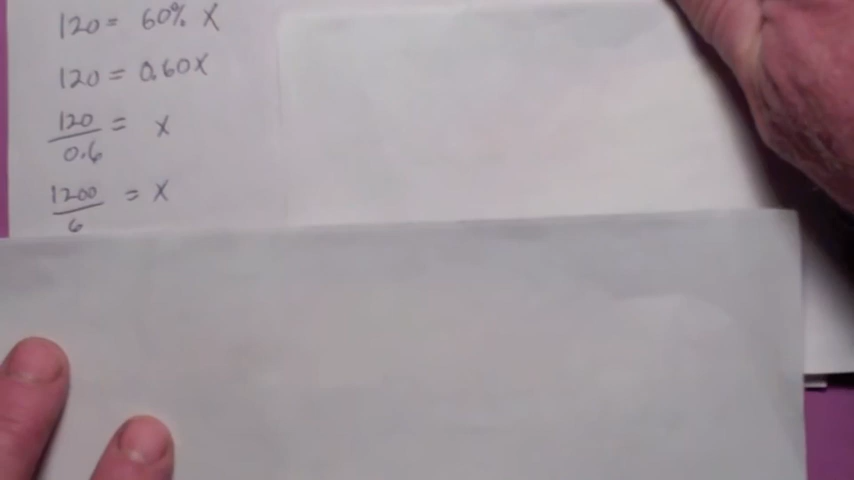 120 = 60% X
120 = 0.60X
120/0.6 = X
1200/6 = X